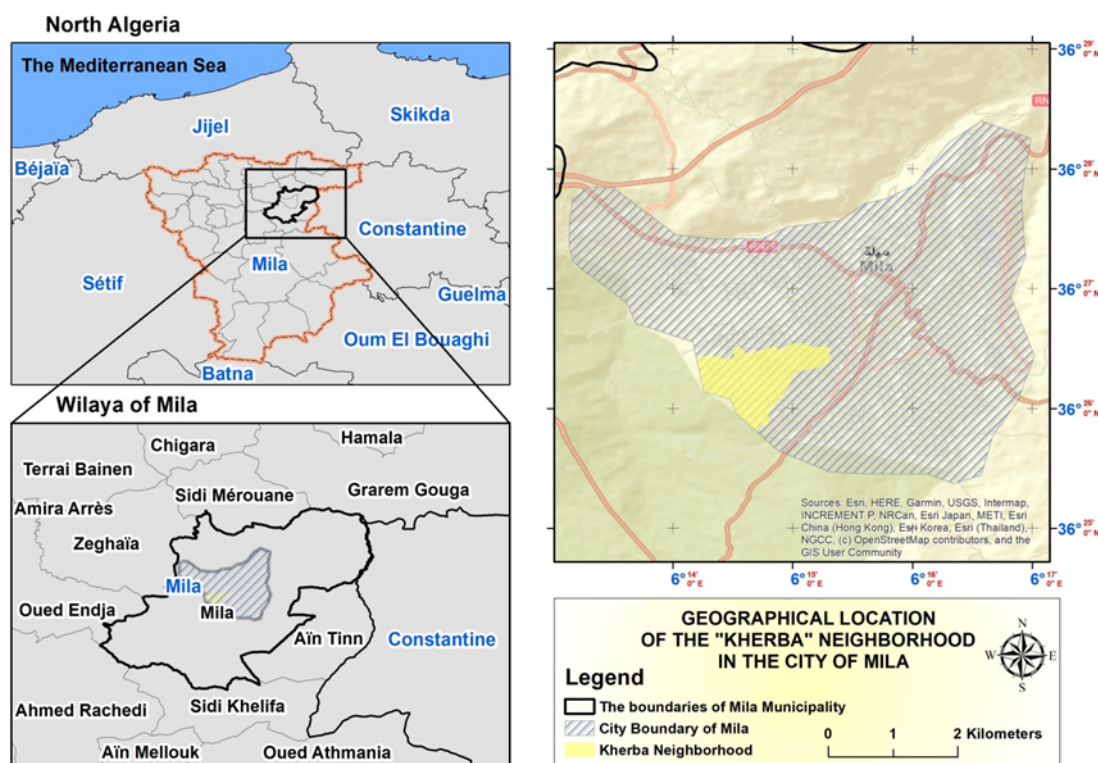 North Algeria
The Mediterranean Sea
Skikda
Jijel
Béjaïa
Constantine
Mila
Sétif
Guelma
Oum El Bouaghi
Batna
Wilaya of Mila
Hamala
Chigara
Terrai Bainen
Sidi Mérouane
Grarem Gouga
Amira Arrès
Zeghaïa
Mila
Oued Endja
Mila
Aïn Tinn
Constantine
Ahmed Rachedi
Sidi Khelifa
Aïn Mellouk
Oued Athmania
36° 29' 0" N
RN
36° 28' 0" N
Mila
36° 27' 0" N
36° 26' 0" N
Sources: Esri, HERE, Garmin, USGS, Intermap,
INCREMENT P, NRCan, Esri Japan, METI, Esri
China (Hong Kong), Esri Korea, Esri (Thailand),
NGCC, (c) OpenStreetMap contributors, and the
GIS User Community
36° 25' 0" N
6° 14' 0" E
6° 15' 0" E
6° 16' 0" E
6° 17' 0" E
GEOGRAPHICAL LOCATION
OF THE "KHERBA" NEIGHBORHOOD
IN THE CITY OF MILA
N
W E
S
Legend
The boundaries of Mila Municipality
City Boundary of Mila
Kherba Neighborhood
0 1 2 Kilometers